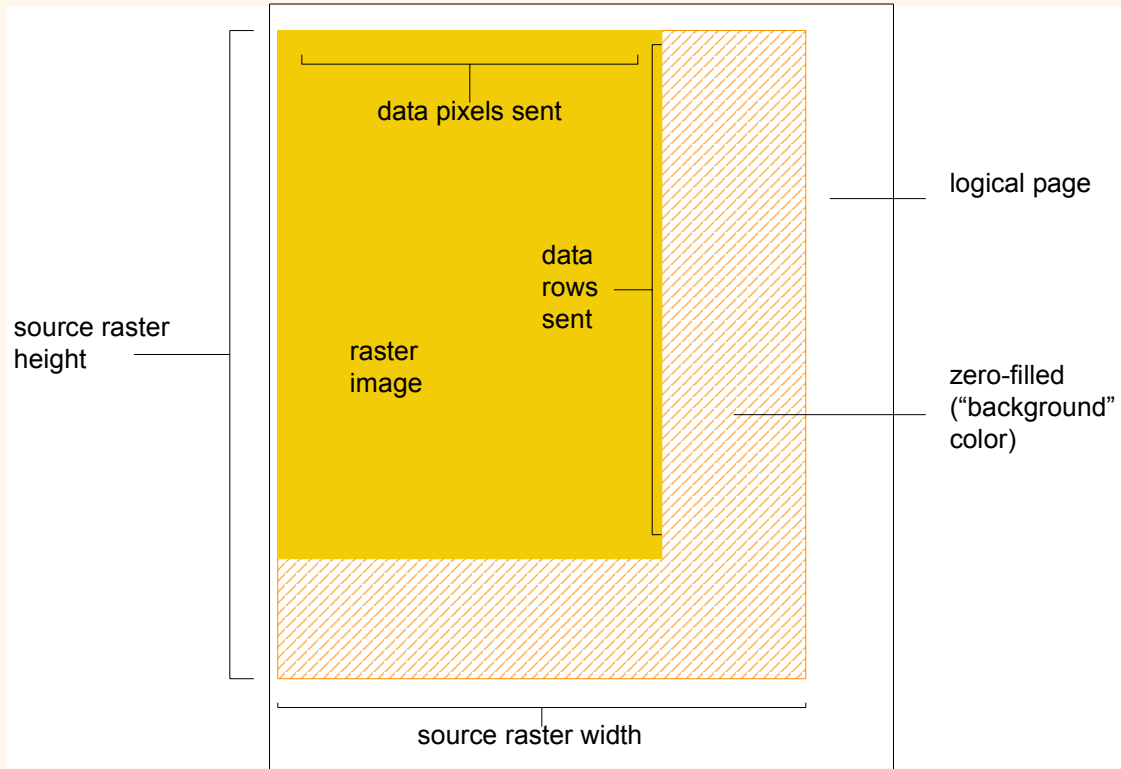 data pixels sent
logical page
data
rows
sent
source raster
height
raster
image
zero-filled
(“background”
color)
source raster width